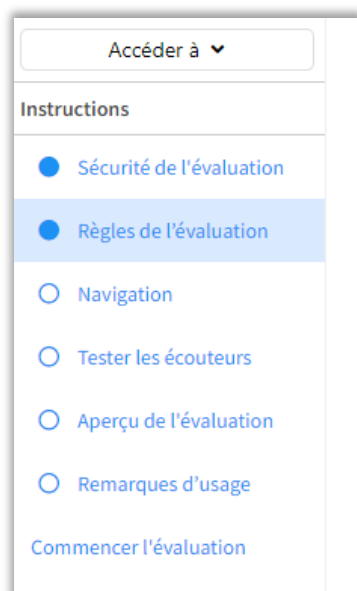 Accéder à
Instructions
Sécurité de l'évaluation
Règles de l’évaluation
Navigation
Tester les écouteurs
Aperçu de l'évaluation
Remarques d’usage
Commencer l'évaluation